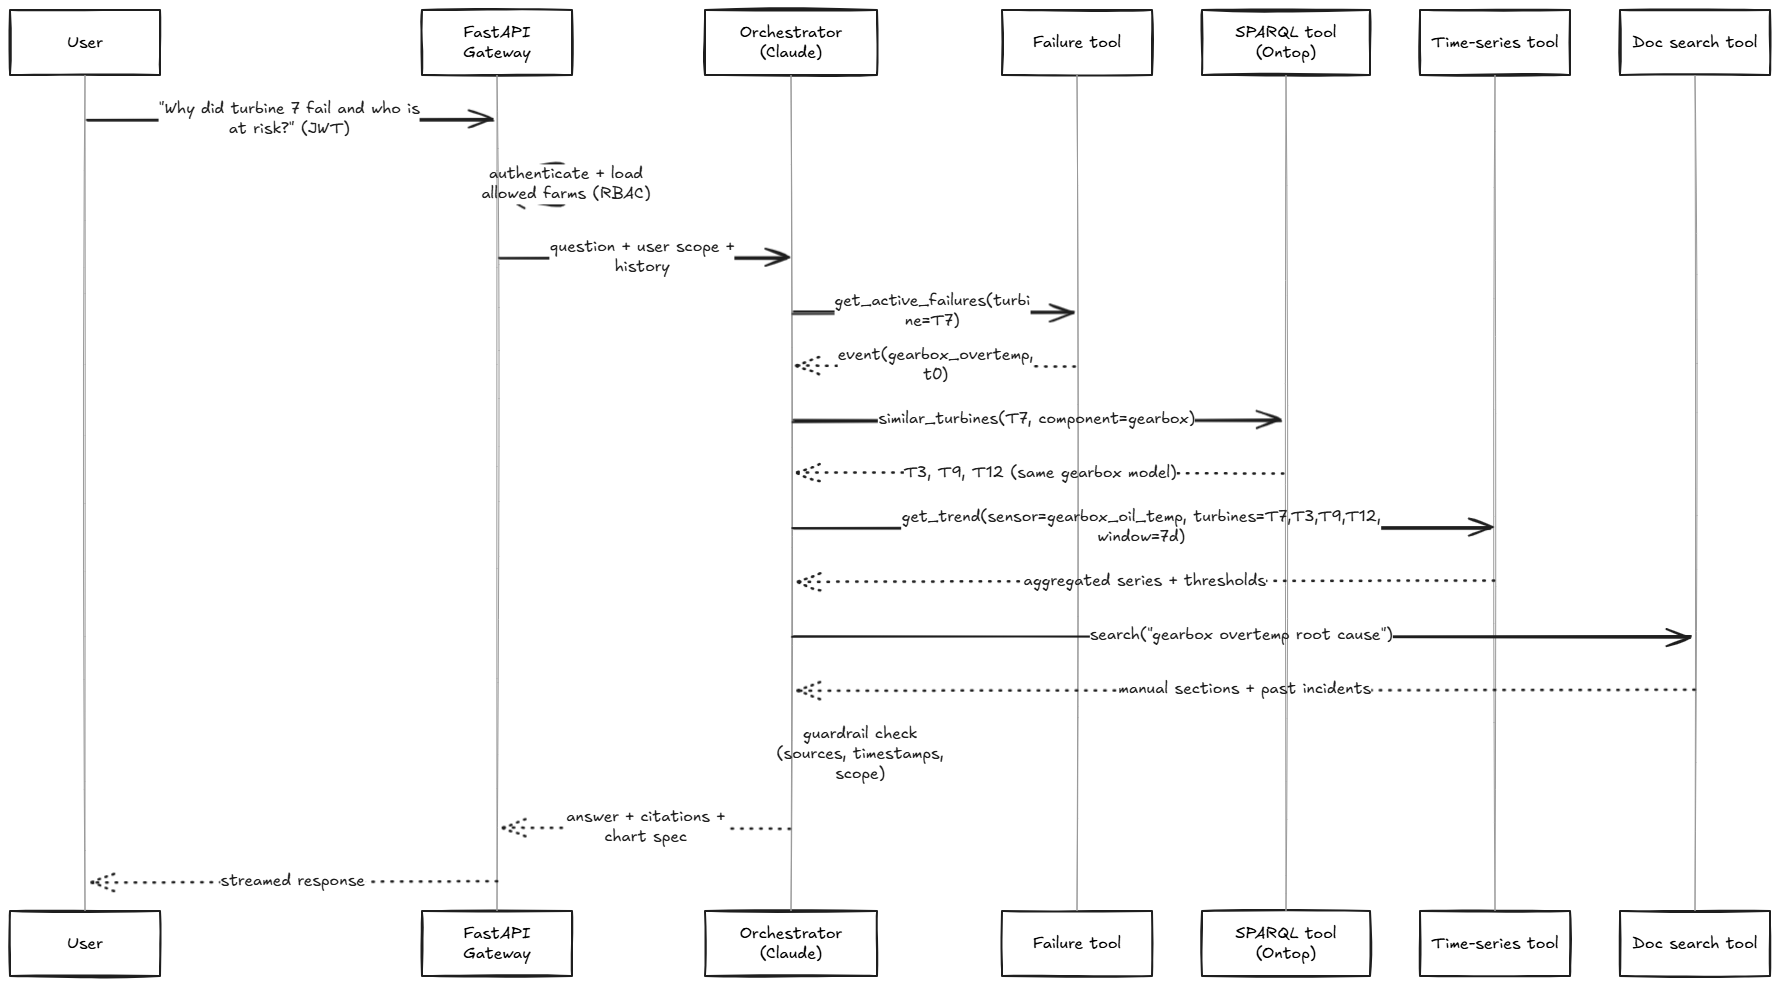 User
FastAPI
Gateway
Orchestrator
(Claude)
Failure tool
SPARQL tool
(Ontop)
Time-series tool
Doc search tool
"Why did turbine 7 fail and who is
at risk?" (JWT)
authenticate + load
allowed farms (RBAC)
question + user scope +
history
get_active_failures(turbi
ne=T7)
event(gearbox_overtemp,
t0)
similar_turbines(T7, component=gearbox)
T3, T9, T12 (same gearbox model)
get_trend(sensor=gearbox_oil_temp, turbines=T7,T3,T9,T12,
window=7d)
aggregated series + thresholds
search("gearbox overtemp root cause")
manual sections + past incidents
guardrail check
(sources, timestamps,
scope)
answer + citations +
chart spec
streamed response
User
FastAPI
Gateway
Orchestrator
(Claude)
Failure tool
SPARQL tool
(Ontop)
Time-series tool
Doc search tool